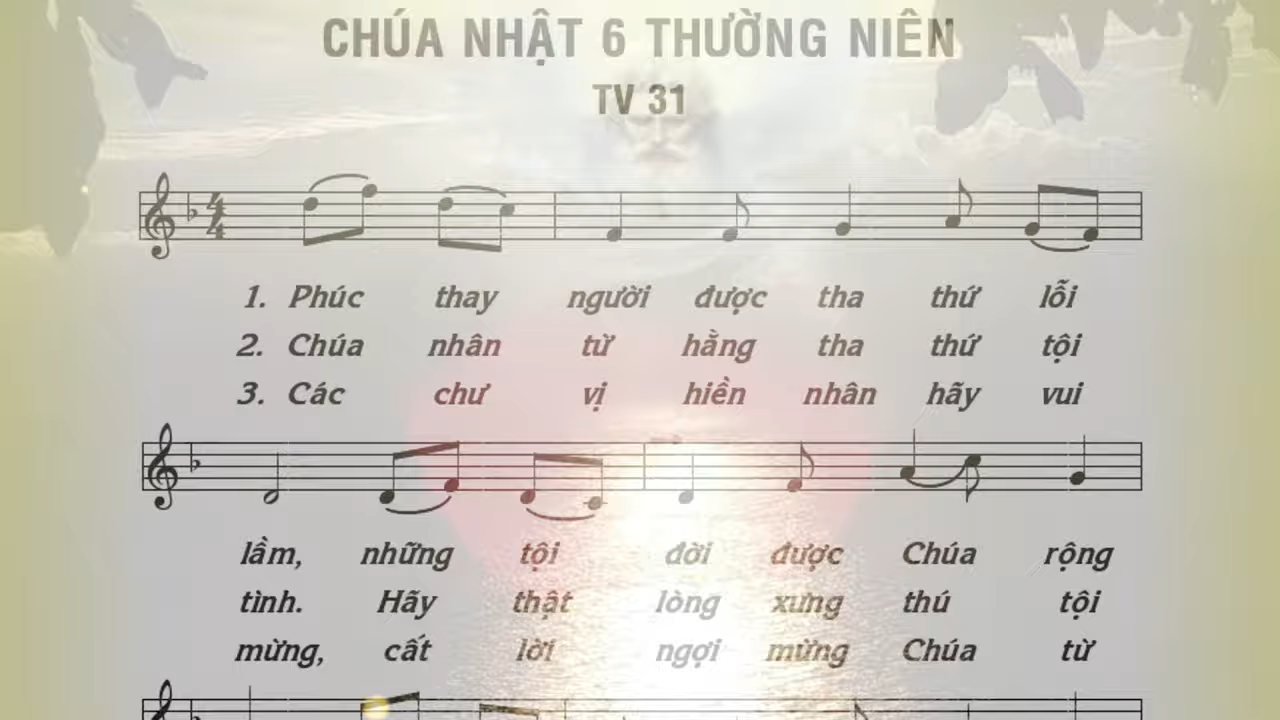 CHÚA NHẬT 6 THƯỜNG NIÊN
TV 31
4
4
1. Phúc thay người được tha thứ lỗi
2. Chúa nhân từ hằng tha thứ tội
3. Các chư vị hiền nhân hãy vui
lầm, những tội đời được Chúa rộng
tình. Hãy thật lòng xưng thú tội
mừng, cất lời ngợi mừng Chúa từ